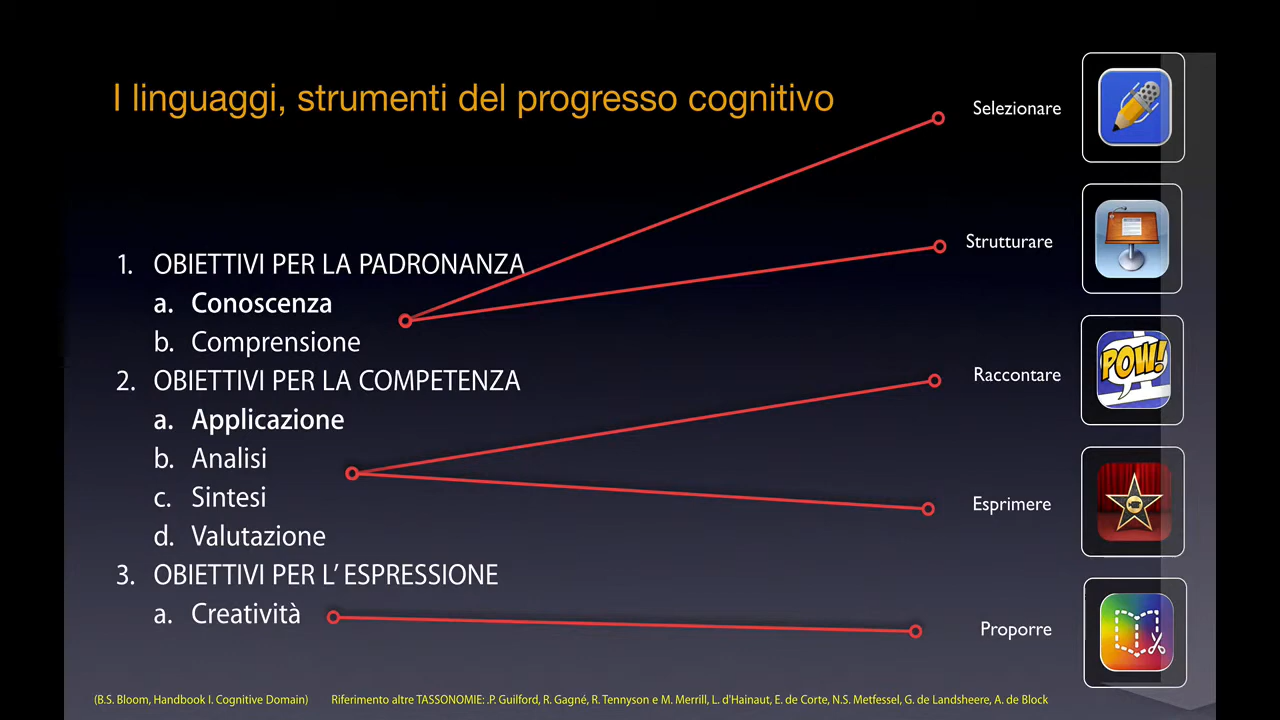 I linguaggi, strumenti del progresso cognitivo
Selezionare
Strutturare
1. OBIETTIVI PER LA PADRONANZA
a. Conoscenza
b. Comprensione
2. OBIETTIVI PER LA COMPETENZA
a. Applicazione
b. Analisi
c. Sintesi
d. Valutazione
3. OBIETTIVI PER L’ ESPRESSIONE
a. Creatività
Raccontare
POW!
Esprimere
Proporre
(B.S. Bloom, Handbook I. Cognitive Domain) Riferimento altre TASSONOMIE: .P. Guilford, R. Gagné, R. Tennyson e M. Merrill, L. d'Hainaut, E. de Corte, N.S. Metfessel, G. de Landsheere, A. de Block